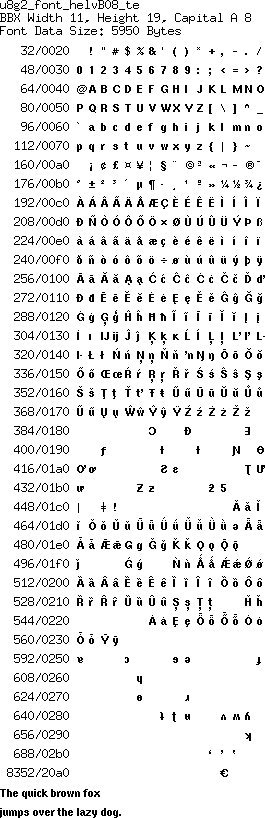 u8g2_font_helvB08_te
BBX Width 11, Height 19, Capital A 8
Font Data Size: 5950 Bytes
32/0020 ! " # $ % & ' ( ) * + , - . /
48/0030 0 1 2 3 4 5 6 7 8 9 : ; < = > ?
64/0040 @ A B C D E F G H I J K L M N O
80/0050 P Q R S T U V W X Y Z [ \ ] ^ _
96/0060 ` a b c d e f g h i j k l m n o
112/0070 p q r s t u v w x y z { | } ~
160/00a0 ¡ ¢ £ ¤ ¥ ¦ § ¨ © ª « ¬ - ® ¯
176/00b0 ° ± ² ³ ´ µ ¶ · ¸ ¹ º » ¼ ½ ¾ ¿
192/00c0 À Á Â Ã Ä Å Æ Ç È É Ê Ë Ì Í Î Ï
208/00d0 Ð Ñ Ò Ó Ô Õ Ö × Ø Ù Ú Û Ü Ý Þ ß
224/00e0 à á â ã ä å æ ç è é ê ë ì í î ï
240/00f0 ð ñ ò ó ô õ ö ÷ ø ù ú û ü ý þ ÿ
256/0100 Ā ā Ă ă Ą ą Ć ć Ĉ ĉ Ċ ċ Č č Ď ď
272/0110 Đ đ Ē ē Ĕ ĕ Ė ė Ę ę Ě ě Ĝ ĝ Ğ ğ
288/0120 Ġ ġ Ģ ģ Ĥ ĥ Ħ ħ Ĩ ĩ Ī ī Ĭ ĭ Į į
304/0130 İ ı Ĳ ĳ Ĵ ĵ Ķ ķ ĸ Ĺ ĺ Ļ ļ Ľ ľ Ŀ
320/0140 ŀ Ł ł Ń ń Ņ ņ Ň ň ŉ Ŋ ŋ Ō ō Ŏ ŏ
336/0150 Ő ő Œ œ Ŕ ŕ Ŗ ŗ Ř ř Ś ś Ŝ ŝ Ş ş
352/0160 Š š Ţ ţ Ť ť Ŧ ŧ Ũ ũ Ū ū Ŭ ŭ Ů ů
368/0170 Ű ű Ų ų Ŵ ŵ Ŷ ŷ Ÿ Ź ź Ż ż Ž ž
384/0180 Ɔ Ɖ Ǝ
400/0190 ƒ Ɨ ƚ Ɲ Ɵ
416/01a0 Ơ ơ Ƨ ƨ Ʈ Ư
432/01b0 ư Ƶ ƶ ƻ Ƽ
448/01c0 ǀ ǂ ǃ Ǎ ǎ Ǐ
464/01d0 ǐ Ǒ ǒ Ǔ ǔ Ǖ ǖ Ǘ ǘ Ǚ ǚ Ǜ ǜ ǝ Ǟ ǟ
480/01e0 Ǡ ǡ Ǣ ǣ Ǥ ǥ Ǧ ǧ Ǩ ǩ Ǫ ǫ Ǭ ǭ
496/01f0 ǰ Ǵ ǵ Ǹ ǹ Ǻ ǻ Ǽ ǽ Ǿ ǿ
512/0200 Ȁ ȁ Ȃ ȃ Ȅ ȅ Ȇ ȇ Ȉ ȉ Ȋ ȋ Ȍ ȍ Ȏ ȏ
528/0210 Ȑ ȑ Ȓ ȓ Ȕ ȕ Ȗ ȗ Ș ș Ț ț Ȟ ȟ
544/0220 Ȧ ȧ Ȩ ȩ Ȫ ȫ Ȭ ȭ Ȯ ȯ
560/0230 Ȱ ȱ Ȳ ȳ
592/0250 ɐ ɔ ɘ ə ɟ
608/0260 ɥ
624/0270 ɵ ɹ
640/0280 ʇ ʈ ʉ ʌ ʍ ʎ
656/0290 ʞ
688/02b0 ʻ ʼ ʽ
8352/20a0 €
The quick brown fox
jumps over the lazy dog.